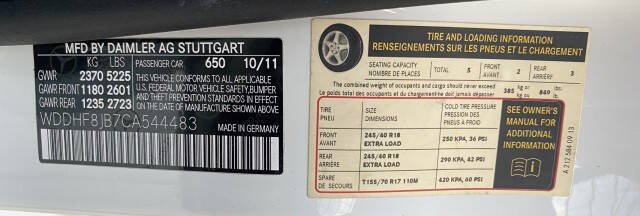 MFD BY DAIMLER AG STUTTGART
KG LBS PASSENGER CAR 650 10/11
GVWR 2370 5225
GAWR FRONT 1180 2601
GAWR REAR 1235 2723
THIS VEHICLE CONFORMS TO ALL APPLICABLE
U.S. FEDERAL MOTOR VEHICLE SAFETY, BUMPER
AND THEFT PREVENTION STANDARDS IN EFFECT
ON THE DATE OF MANUFACTURE SHOWN ABOVE.
WDDHF8JB7CA544483
TIRE AND LOADING INFORMATION
RENSEIGNEMENTS SUR LES PNEUS ET LE CHARGEMENT
SEATING CAPACITY TOTAL 5 FRONT 2 REAR 3
NOMBRE DE PLACES AVANT ARRIÈRE
The combined weight of occupants and cargo should never exceed 385 kg or 849 lbs.
Le poids total des occupants et du chargement ne doit jamais dépasser kg ou lb.
TIRE SIZE COLD TIRE PRESSURE
PNEU DIMENSIONS PRESSION DES PNEUS À FROID
FRONT 245/40 R18 250 KPA, 36 PSI
AVANT EXTRA LOAD
REAR 245/40 R18 290 KPA, 42 PSI
ARRIÈRE EXTRA LOAD
SPARE T155/70 R17 110M 420 KPA, 60 PSI
DE SECOURS
SEE OWNER'S
MANUAL FOR
ADDITIONAL
INFORMATION
A 212 584 09 13